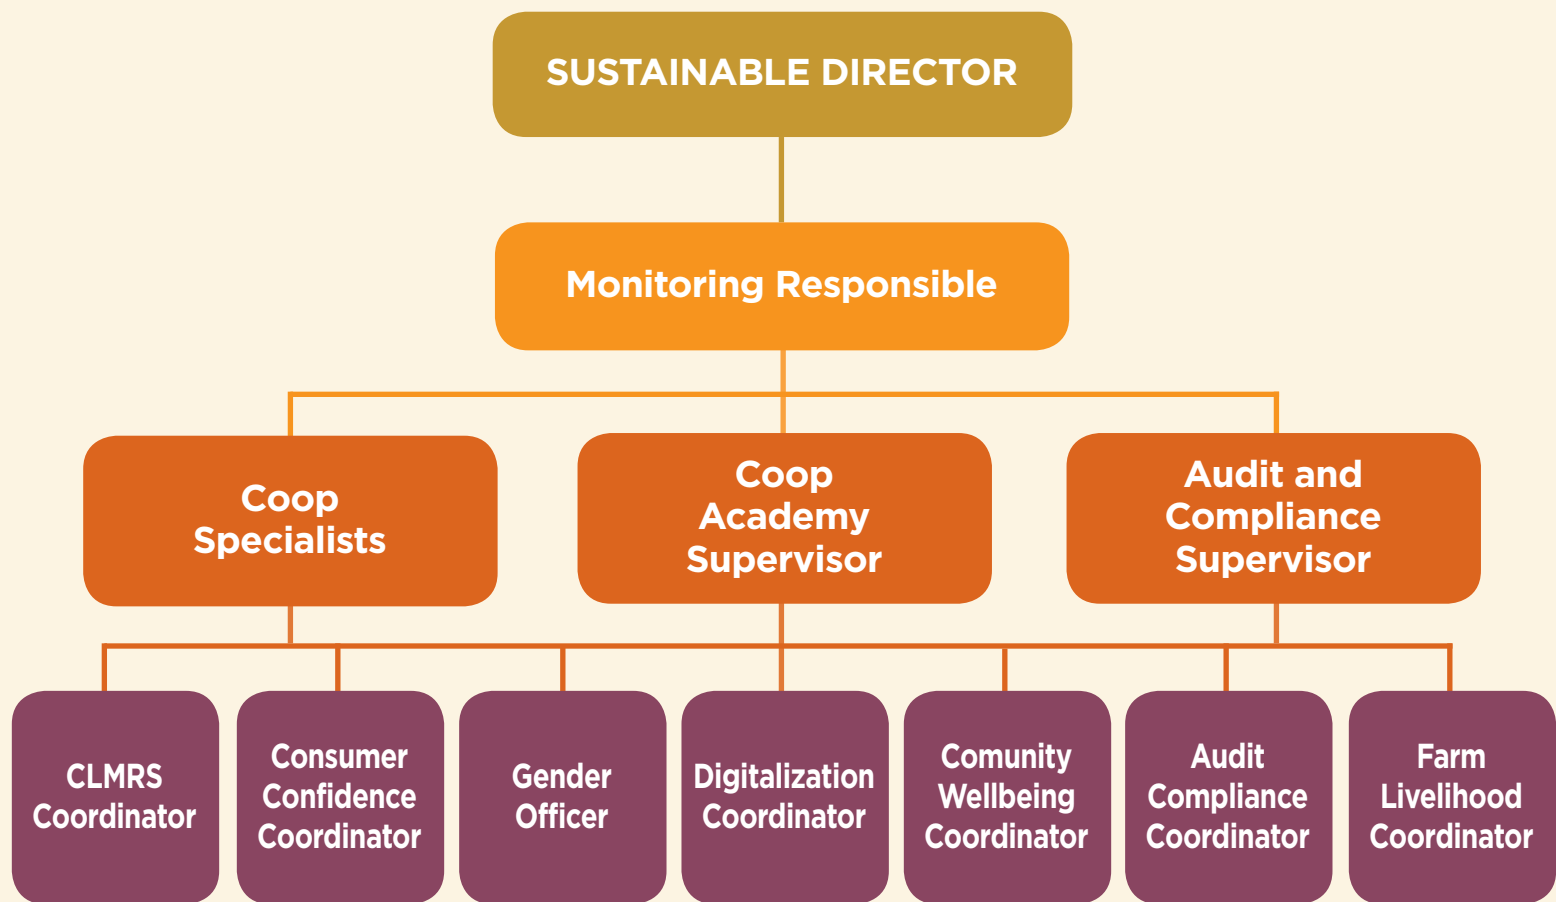 SUSTAINABLE DIRECTOR
Monitoring Responsible
Coop
Specialists
Coop
Academy
Supervisor
Audit and
Compliance
Supervisor
CLMRS
Coordinator
Consumer
Confidence
Coordinator
Gender
Officer
Digitalization
Coordinator
Comunity
Wellbeing
Coordinator
Audit
Compliance
Coordinator
Farm
Livelihood
Coordinator